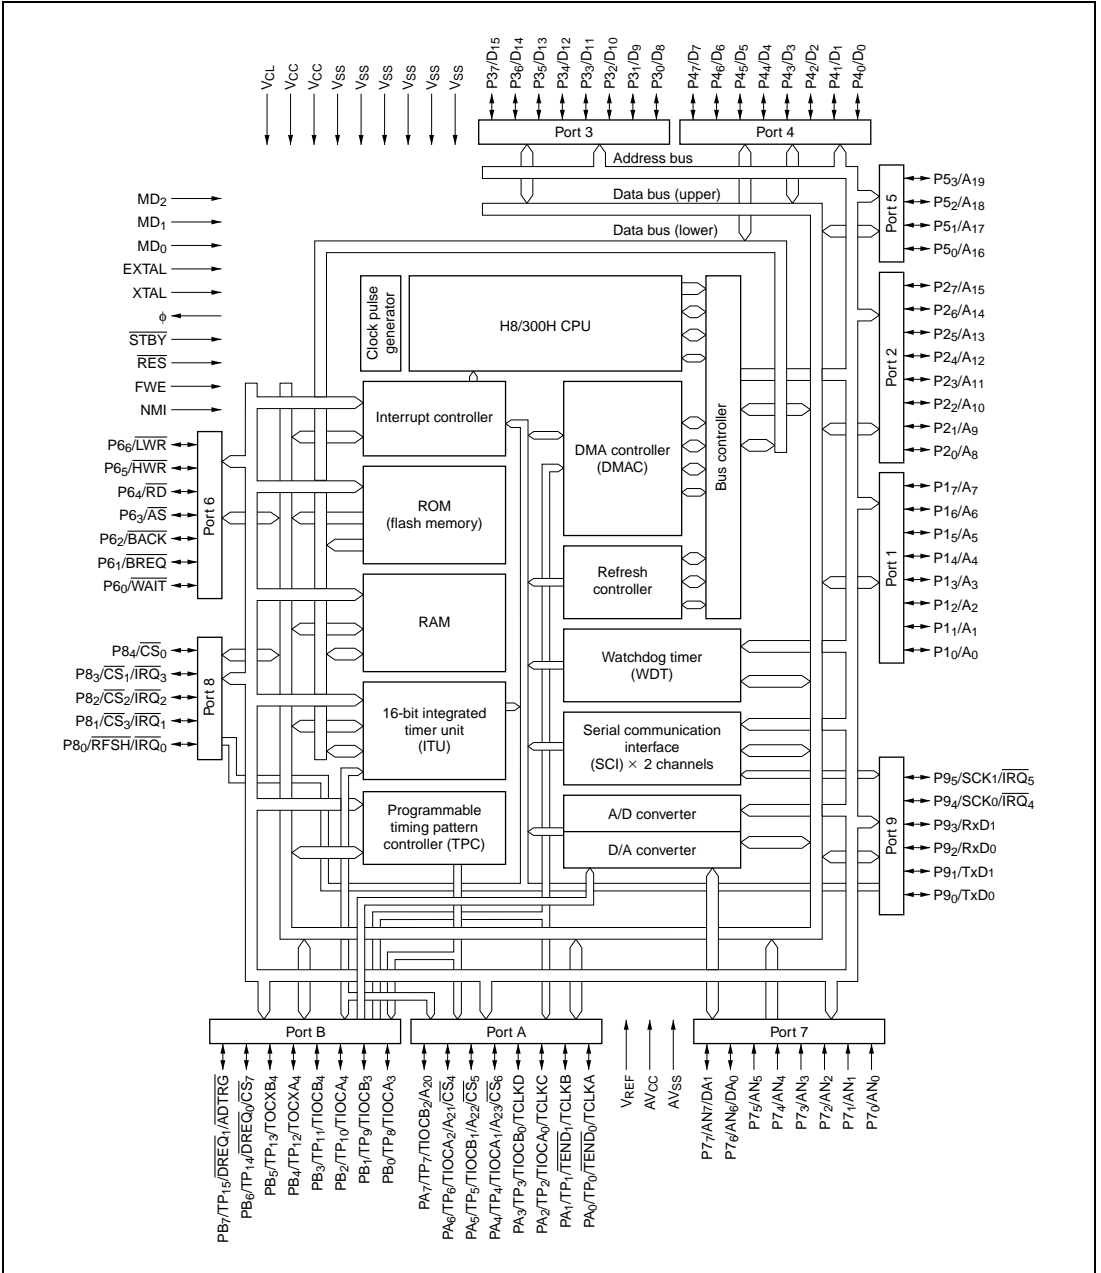 VCL
VCC
VCC
VSS
VSS
VSS
VSS
VSS
VSS
P37/D15
P36/D14
P35/D13
P34/D12
P33/D11
P32/D10
P31/D9
P30/D8
P47/D7
P46/D6
P45/D5
P44/D4
P43/D3
P42/D2
P41/D1
P40/D0
Port 3
Port 4
Address bus
Data bus (upper)
Data bus (lower)
MD2
MD1
MD0
EXTAL
XTAL
ϕ
STBY
RES
FWE
NMI
P66/LWR
P65/HWR
P64/RD
P63/AS
P62/BACK
P61/BREQ
P60/WAIT
Port 6
P84/CS0
P83/CS1/IRQ3
P82/CS2/IRQ2
P81/CS3/IRQ1
P80/RFSH/IRQ0
Port 8
Clock pulse
generator
H8/300H CPU
Interrupt controller
ROM
(flash memory)
RAM
16-bit integrated
timer unit
(ITU)
Programmable
timing pattern
controller (TPC)
DMA controller
(DMAC)
Refresh
controller
Bus controller
Watchdog timer
(WDT)
Serial communication
interface
(SCI) × 2 channels
A/D converter
D/A converter
Port 5
P53/A19
P52/A18
P51/A17
P50/A16
Port 2
P27/A15
P26/A14
P25/A13
P24/A12
P23/A11
P22/A10
P21/A9
P20/A8
Port 1
P17/A7
P16/A6
P15/A5
P14/A4
P13/A3
P12/A2
P11/A1
P10/A0
Port 9
P95/SCK1/IRQ5
P94/SCK0/IRQ4
P93/RxD1
P92/RxD0
P91/TxD1
P90/TxD0
Port B
Port A
Port 7
PB7/TP15/DREQ1/ADTRG
PB6/TP14/DREQ0/CS7
PB5/TP13/TOCXB4
PB4/TP12/TOCXA4
PB3/TP11/TIOCB4
PB2/TP10/TIOCA4
PB1/TP9/TIOCB3
PB0/TP8/TIOCA3
PA7/TP7/TIOCB2/A20
PA6/TP6/TIOCA2/A21/CS4
PA5/TP5/TIOCB1/A22/CS5
PA4/TP4/TIOCA1/A23/CS6
PA3/TP3/TIOCB0/TCLKD
PA2/TP2/TIOCA0/TCLKC
PA1/TP1/TEND1/TCLKB
PA0/TP0/TEND0/TCLKA
VREF
AVCC
AVSS
P77/AN7/DA1
P76/AN6/DA0
P75/AN5
P74/AN4
P73/AN3
P72/AN2
P71/AN1
P70/AN0